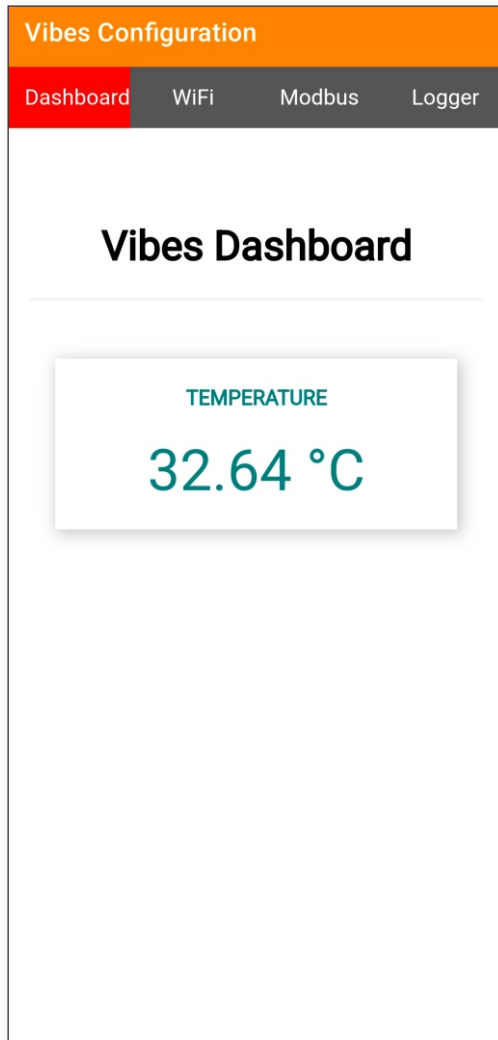 Vibes Configuration
Dashboard WiFi Modbus Logger
Vibes Dashboard
TEMPERATURE
32.64 °C